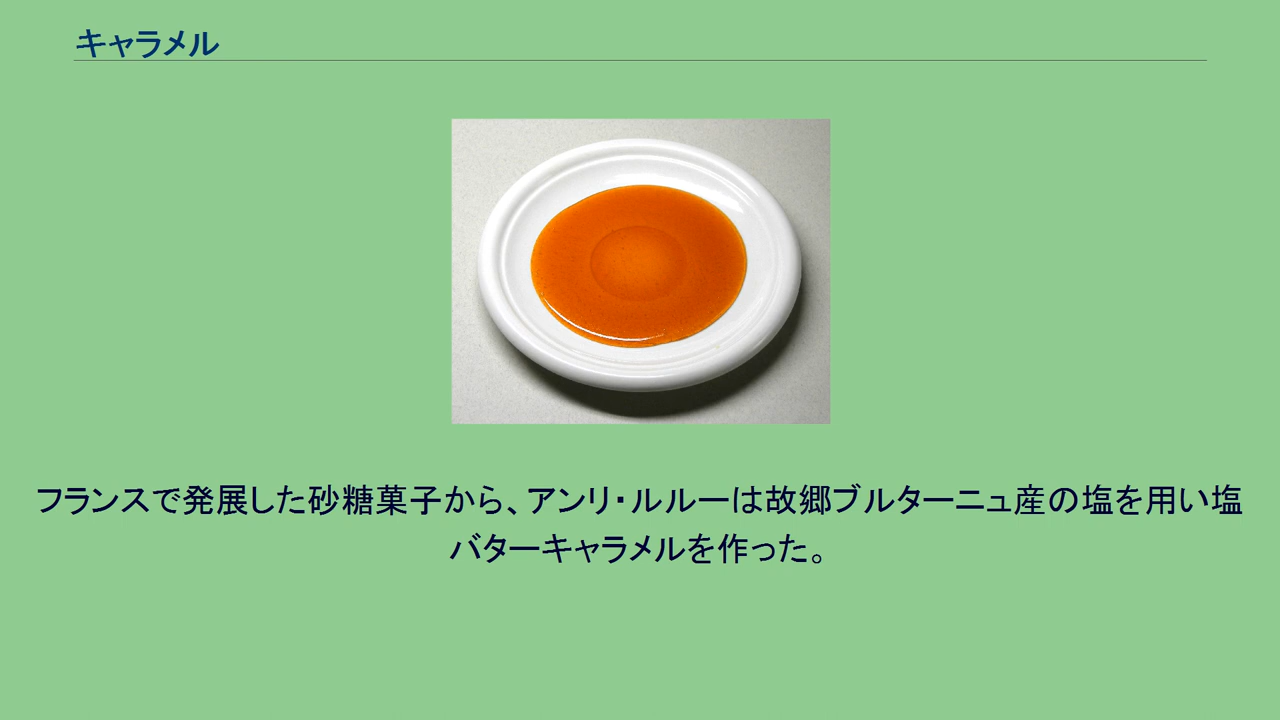 キャラメル
フランスで発展した砂糖菓子から、アンリ・ルルーは故郷ブルターニュ産の塩を用い塩
バターキャラメルを作った。